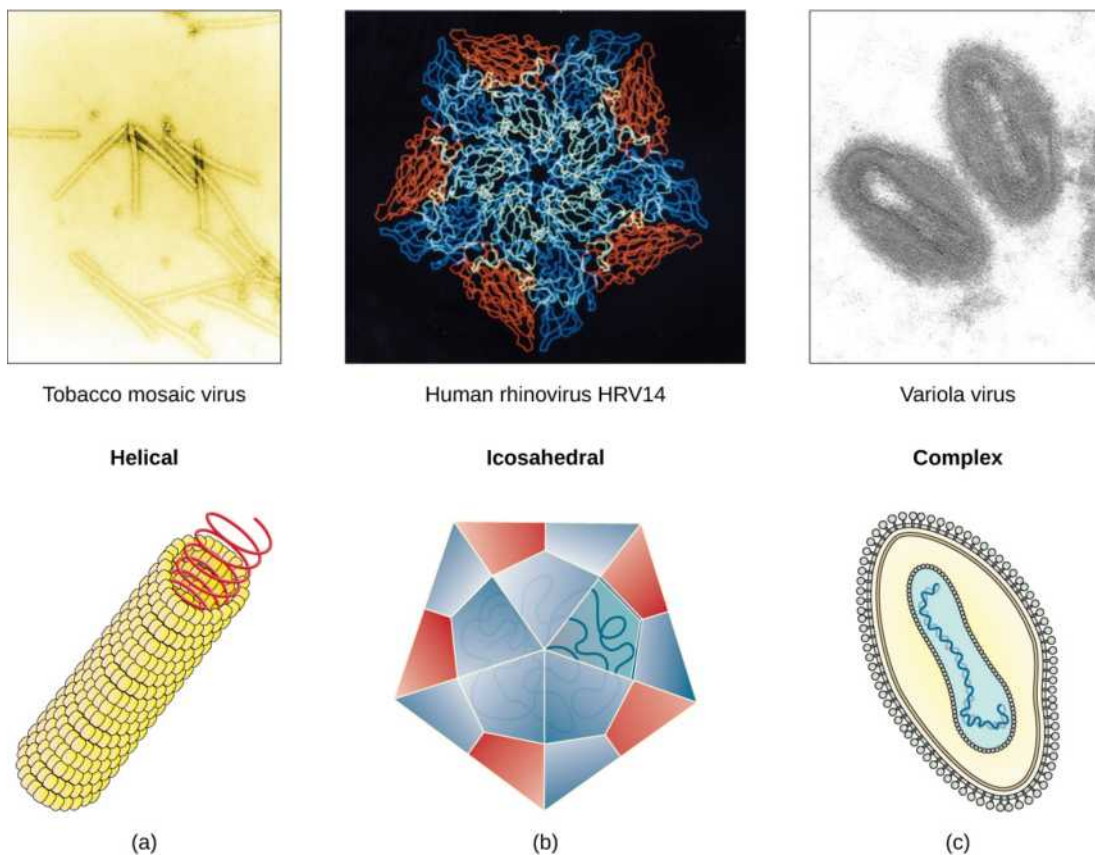 Tobacco mosaic virus
Human rhinovirus HRV14
Variola virus
Helical
Icosahedral
Complex
(a)
(b)
(c)